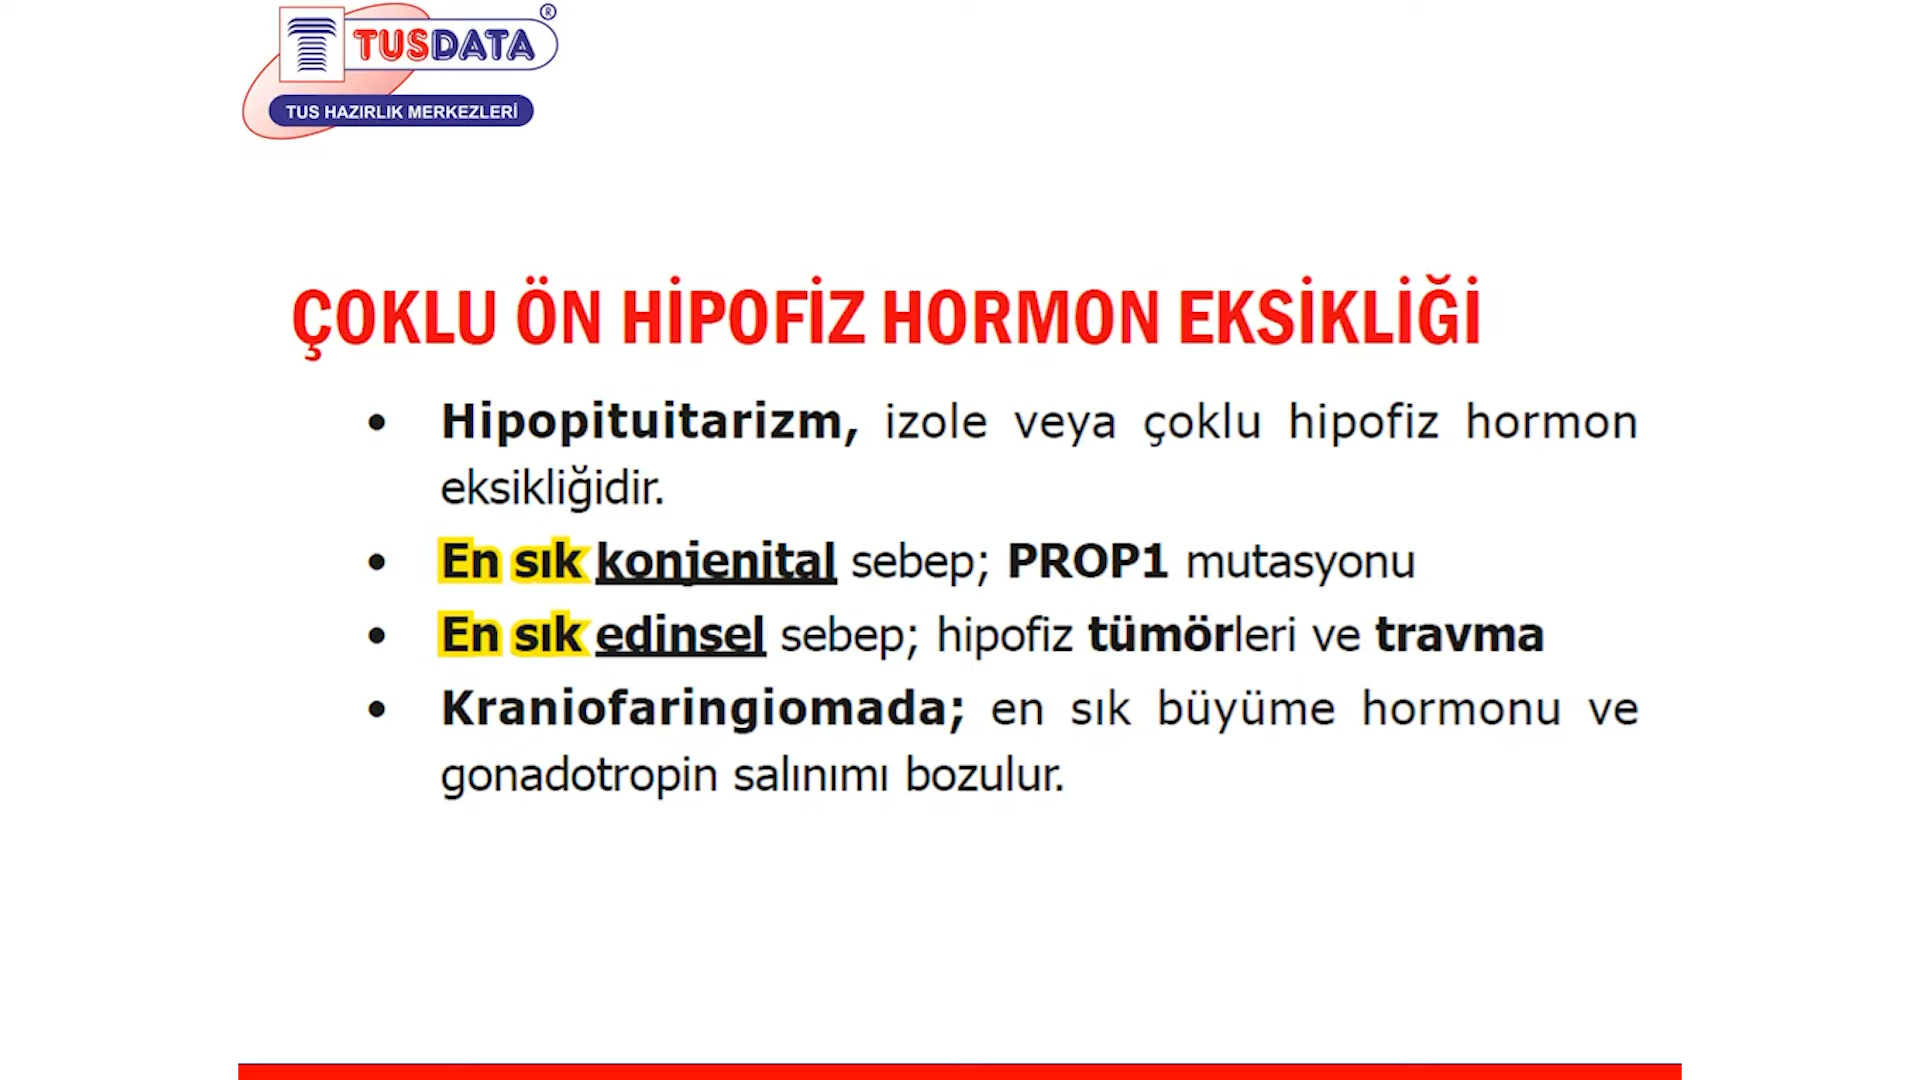 TUSDATA®
TUS HAZIRLIK MERKEZLERİ
ÇOKLU ÖN HİPOFİZ HORMON EKSİKLİĞİ
• Hipopituitarizm, izole veya çoklu hipofiz hormon
eksikliğidir.
• En sık konjenital sebep; PROP1 mutasyonu
• En sık edinsel sebep; hipofiz tümörleri ve travma
• Kraniofaringiomada; en sık büyüme hormonu ve
gonadotropin salınımı bozulur.